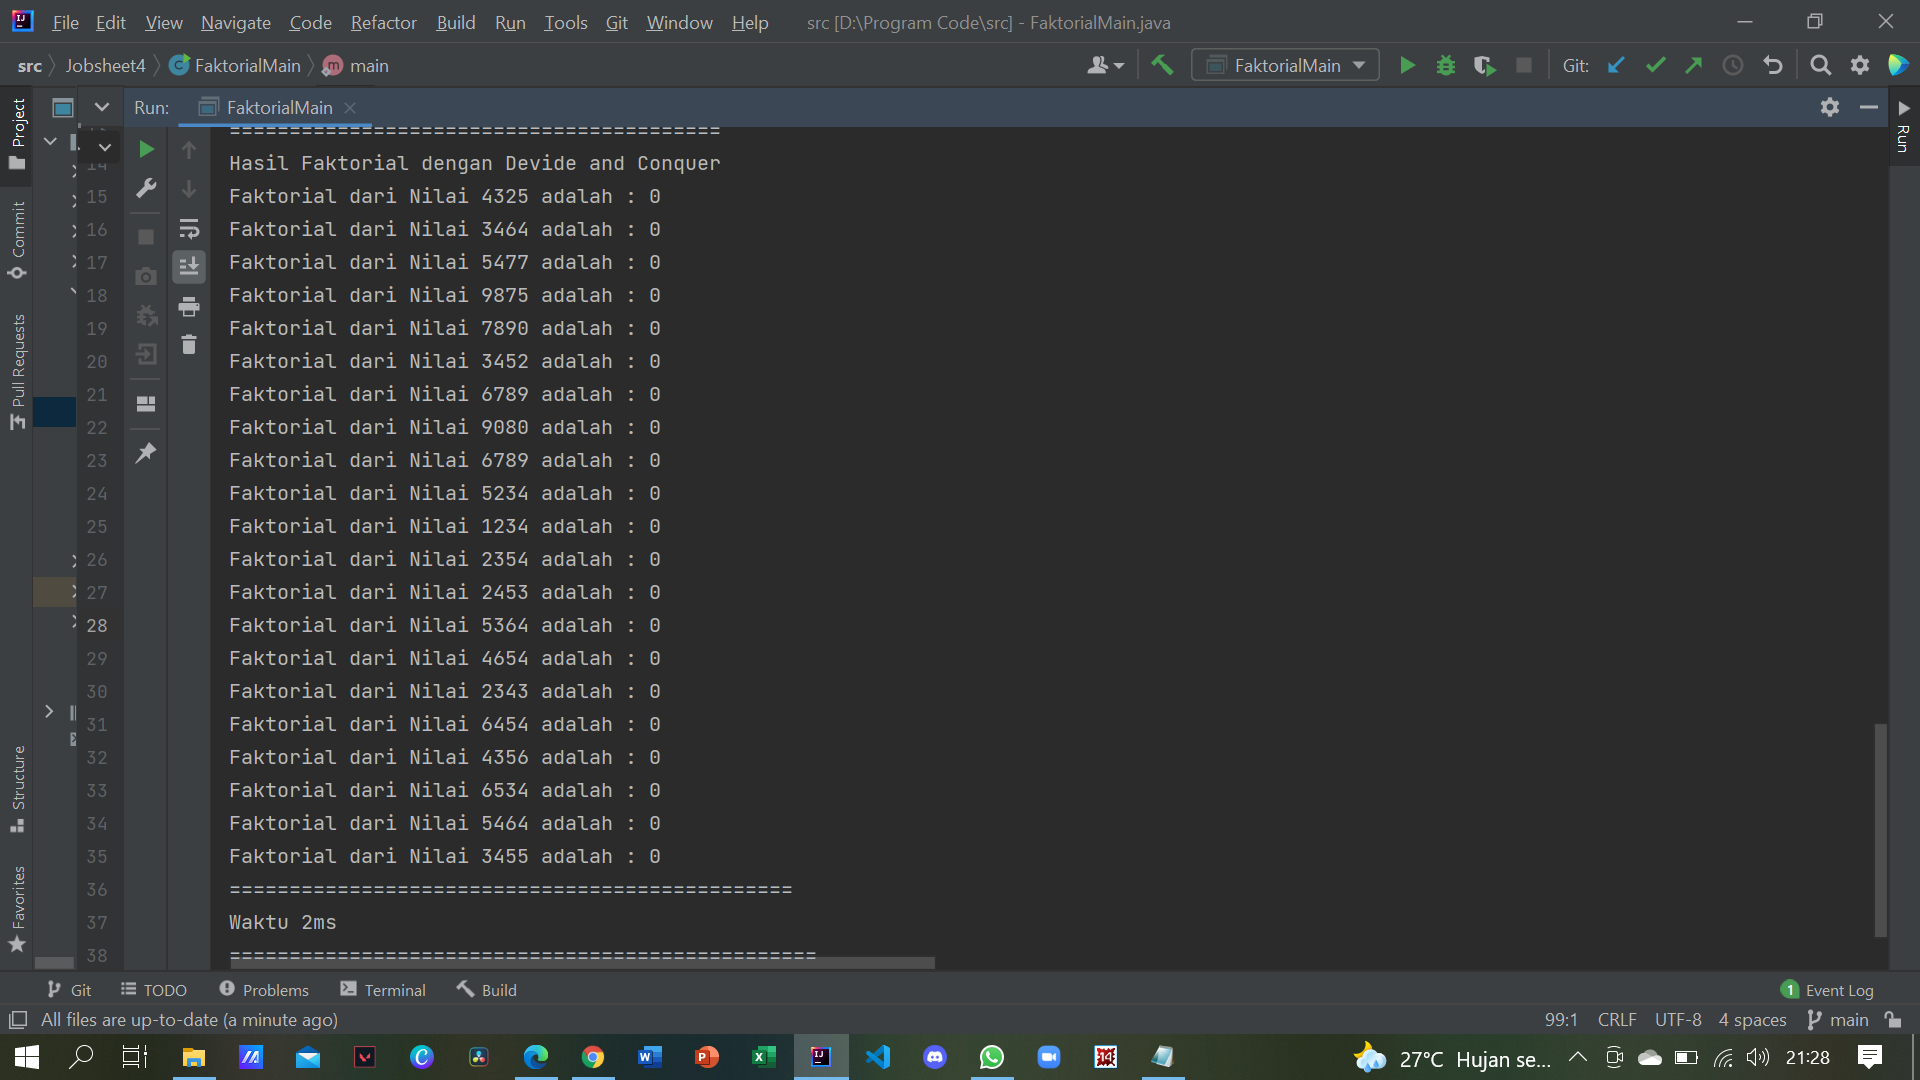 File Edit View Navigate Code Refactor Build Run Tools Git Window Help src [D:\Program Code\src] - FaktorialMain.java
src Jobsheet4 FaktorialMain main FaktorialMain Git:
Project
Commit
Pull Requests
Structure
Favorites
Run: FaktorialMain
Run
=========================================
14 Hasil Faktorial dengan Devide and Conquer
15 Faktorial dari Nilai 4325 adalah : 0
16 Faktorial dari Nilai 3464 adalah : 0
17 Faktorial dari Nilai 5477 adalah : 0
18 Faktorial dari Nilai 9875 adalah : 0
19 Faktorial dari Nilai 7890 adalah : 0
20 Faktorial dari Nilai 3452 adalah : 0
21 Faktorial dari Nilai 6789 adalah : 0
22 Faktorial dari Nilai 9080 adalah : 0
23 Faktorial dari Nilai 6789 adalah : 0
24 Faktorial dari Nilai 5234 adalah : 0
25 Faktorial dari Nilai 1234 adalah : 0
26 Faktorial dari Nilai 2354 adalah : 0
27 Faktorial dari Nilai 2453 adalah : 0
28 Faktorial dari Nilai 5364 adalah : 0
29 Faktorial dari Nilai 4654 adalah : 0
30 Faktorial dari Nilai 2343 adalah : 0
31 Faktorial dari Nilai 6454 adalah : 0
32 Faktorial dari Nilai 4356 adalah : 0
33 Faktorial dari Nilai 6534 adalah : 0
34 Faktorial dari Nilai 5464 adalah : 0
35 Faktorial dari Nilai 3455 adalah : 0
36 ===============================================
37 Waktu 2ms
38 =================================================
Git TODO Problems Terminal Build 1 Event Log
All files are up-to-date (a minute ago) 99:1 CRLF UTF-8 4 spaces main
27°C Hujan se... 21:28